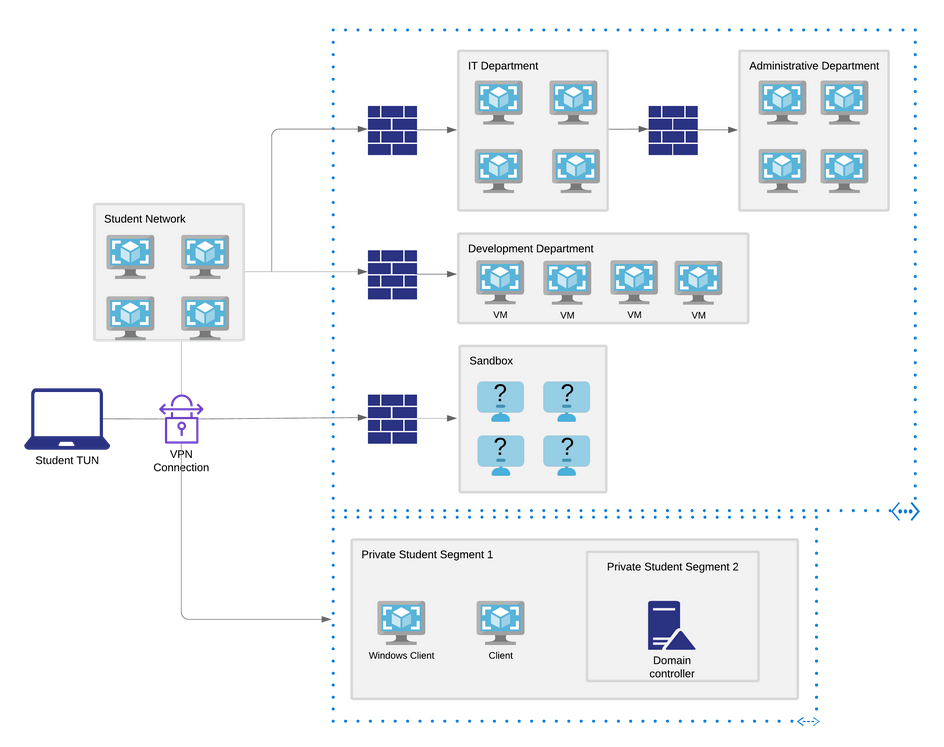 IT Department
Administrative Department
Student Network
Development Department
VM
VM
VM
VM
Sandbox
?
?
?
?
Student TUN
VPN
Connection
Private Student Segment 1
Private Student Segment 2
Windows Client
Client
Domain
controller